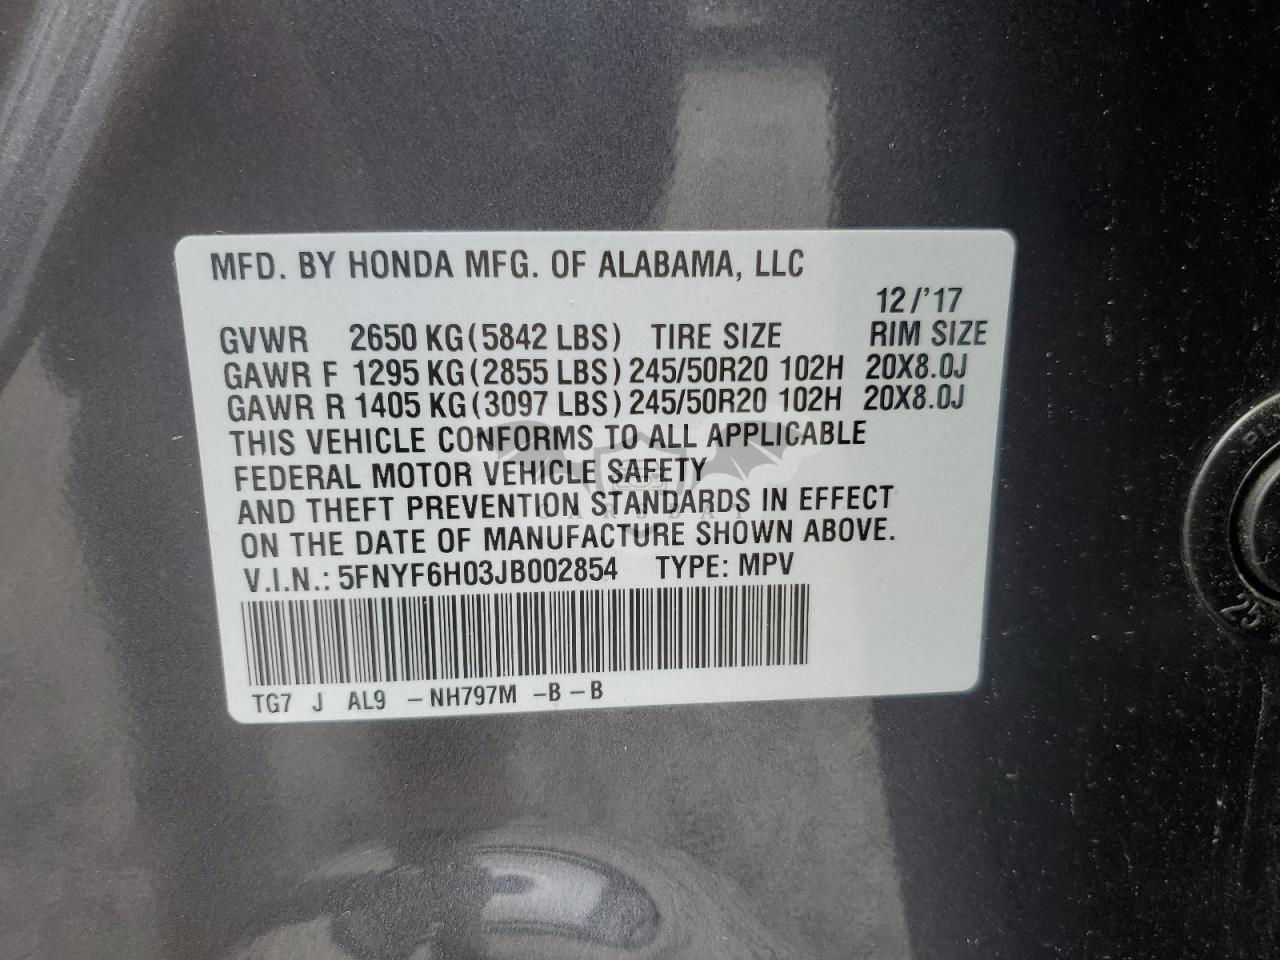 MFD. BY HONDA MFG. OF ALABAMA, LLC
12/'17
GVWR 2650 KG (5842 LBS) TIRE SIZE RIM SIZE
GAWR F 1295 KG (2855 LBS) 245/50R20 102H 20X8.0J
GAWR R 1405 KG (3097 LBS) 245/50R20 102H 20X8.0J
THIS VEHICLE CONFORMS TO ALL APPLICABLE
FEDERAL MOTOR VEHICLE SAFETY
AND THEFT PREVENTION STANDARDS IN EFFECT
ON THE DATE OF MANUFACTURE SHOWN ABOVE.
V.I.N.: 5FNYF6H03JB002854 TYPE: MPV
TG7 J AL9 -NH797M -B-B
25